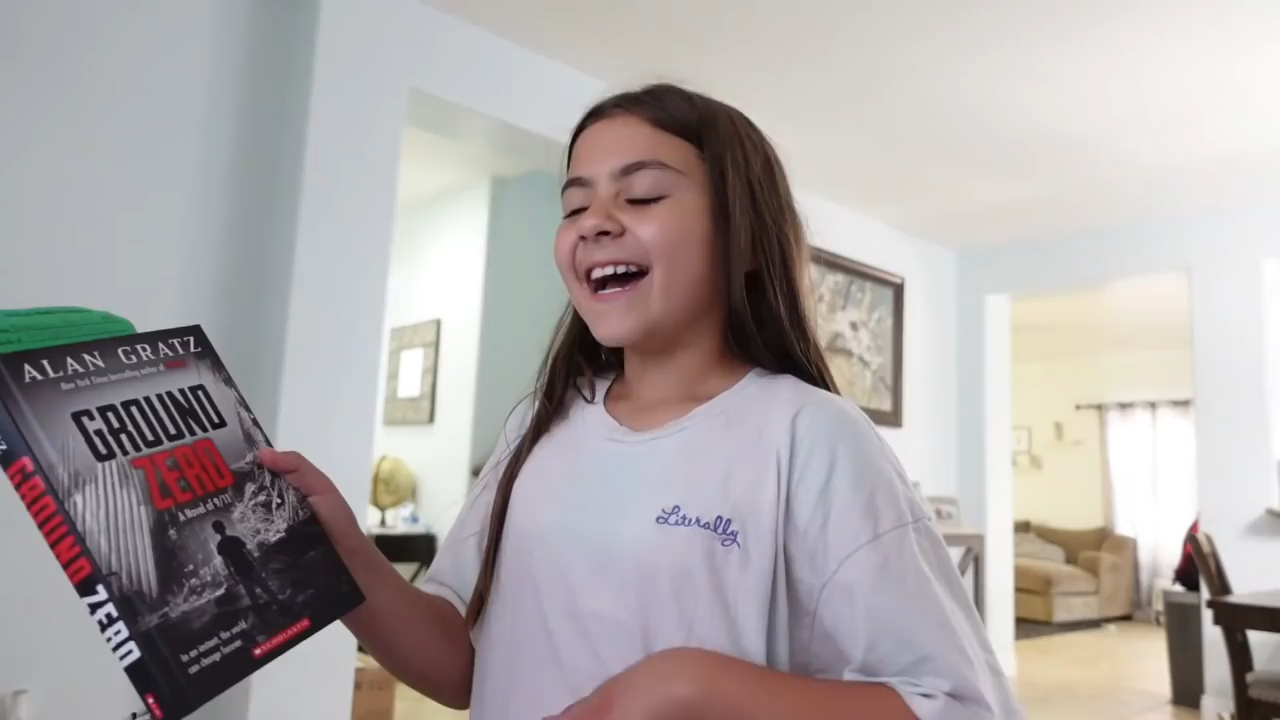 ALAN GRATZ
New York Times bestselling author of
GROUND
ZERO
A Novel of 9/11
In an instant, the world
can change forever.
SCHOLASTIC
GROUND ZERO
Literally